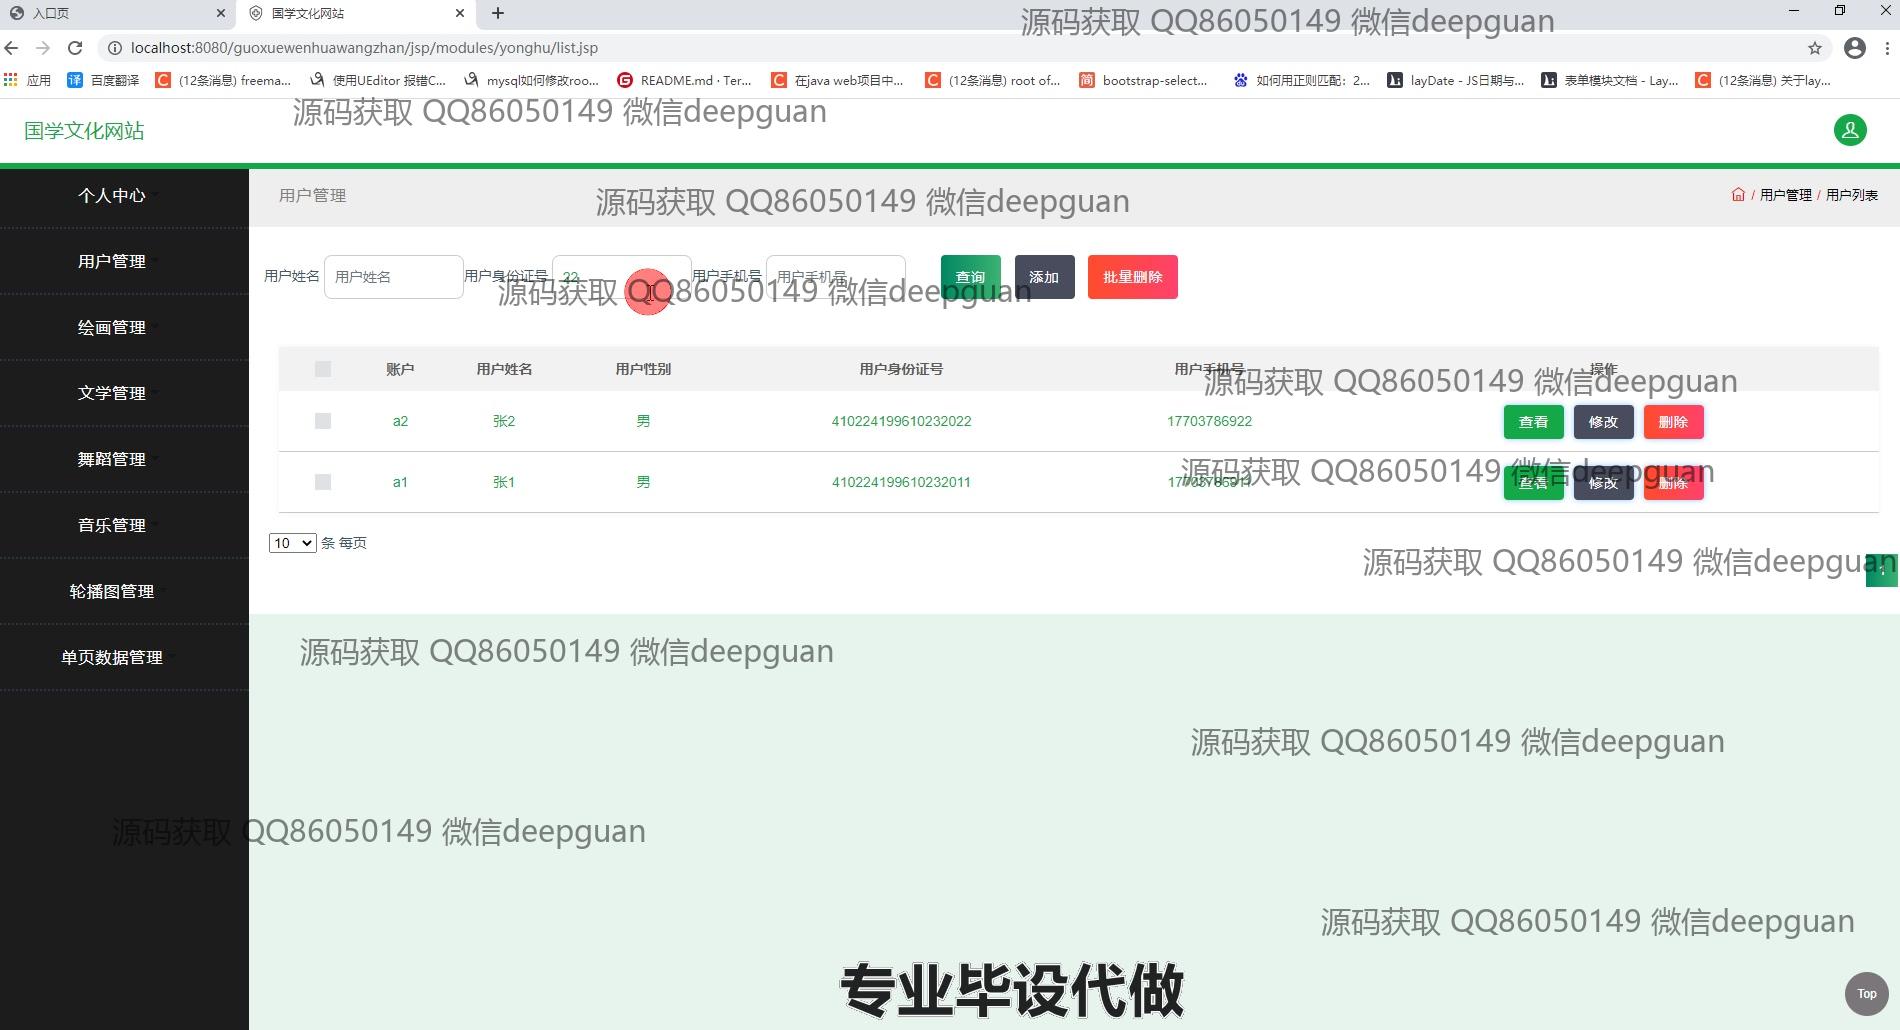 入口页
国学文化网站
源码获取 QQ86050149 微信deepguan
localhost:8080/guoxuewenhuawangzhan/jsp/modules/yonghu/list.jsp
应用 百度翻译 (12条消息) freema... 使用UEditor 报错C... mysql如何修改roo... README.md · Ter... 在java web项目中... (12条消息) root of... bootstrap-select... 如何用正则匹配：2... layDate - JS日期与... 表单模块文档 - Lay... (12条消息) 关于lay...
源码获取 QQ86050149 微信deepguan
国学文化网站
个人中心
用户管理
绘画管理
文学管理
舞蹈管理
音乐管理
轮播图管理
单页数据管理
用户管理
源码获取 QQ86050149 微信deepguan
/ 用户管理 / 用户列表
用户姓名 用户姓名 用户身份证号 22 用户手机号 用户手机号 查询 添加 批量删除
源码获取 QQ86050149 微信deepguan
账户 用户姓名 用户性别 用户身份证号 用户手机号 操作
源码获取 QQ86050149 微信deepguan
a2 张2 男 410224199610232022 17703786922 查看 修改 删除
源码获取 QQ86050149 微信deepguan
a1 张1 男 410224199610232011 17703786911 查看 修改 删除
10 条 每页
源码获取 QQ86050149 微信deepguan
1
源码获取 QQ86050149 微信deepguan
源码获取 QQ86050149 微信deepguan
源码获取 QQ86050149 微信deepguan
源码获取 QQ86050149 微信deepguan
专业毕设代做
Top